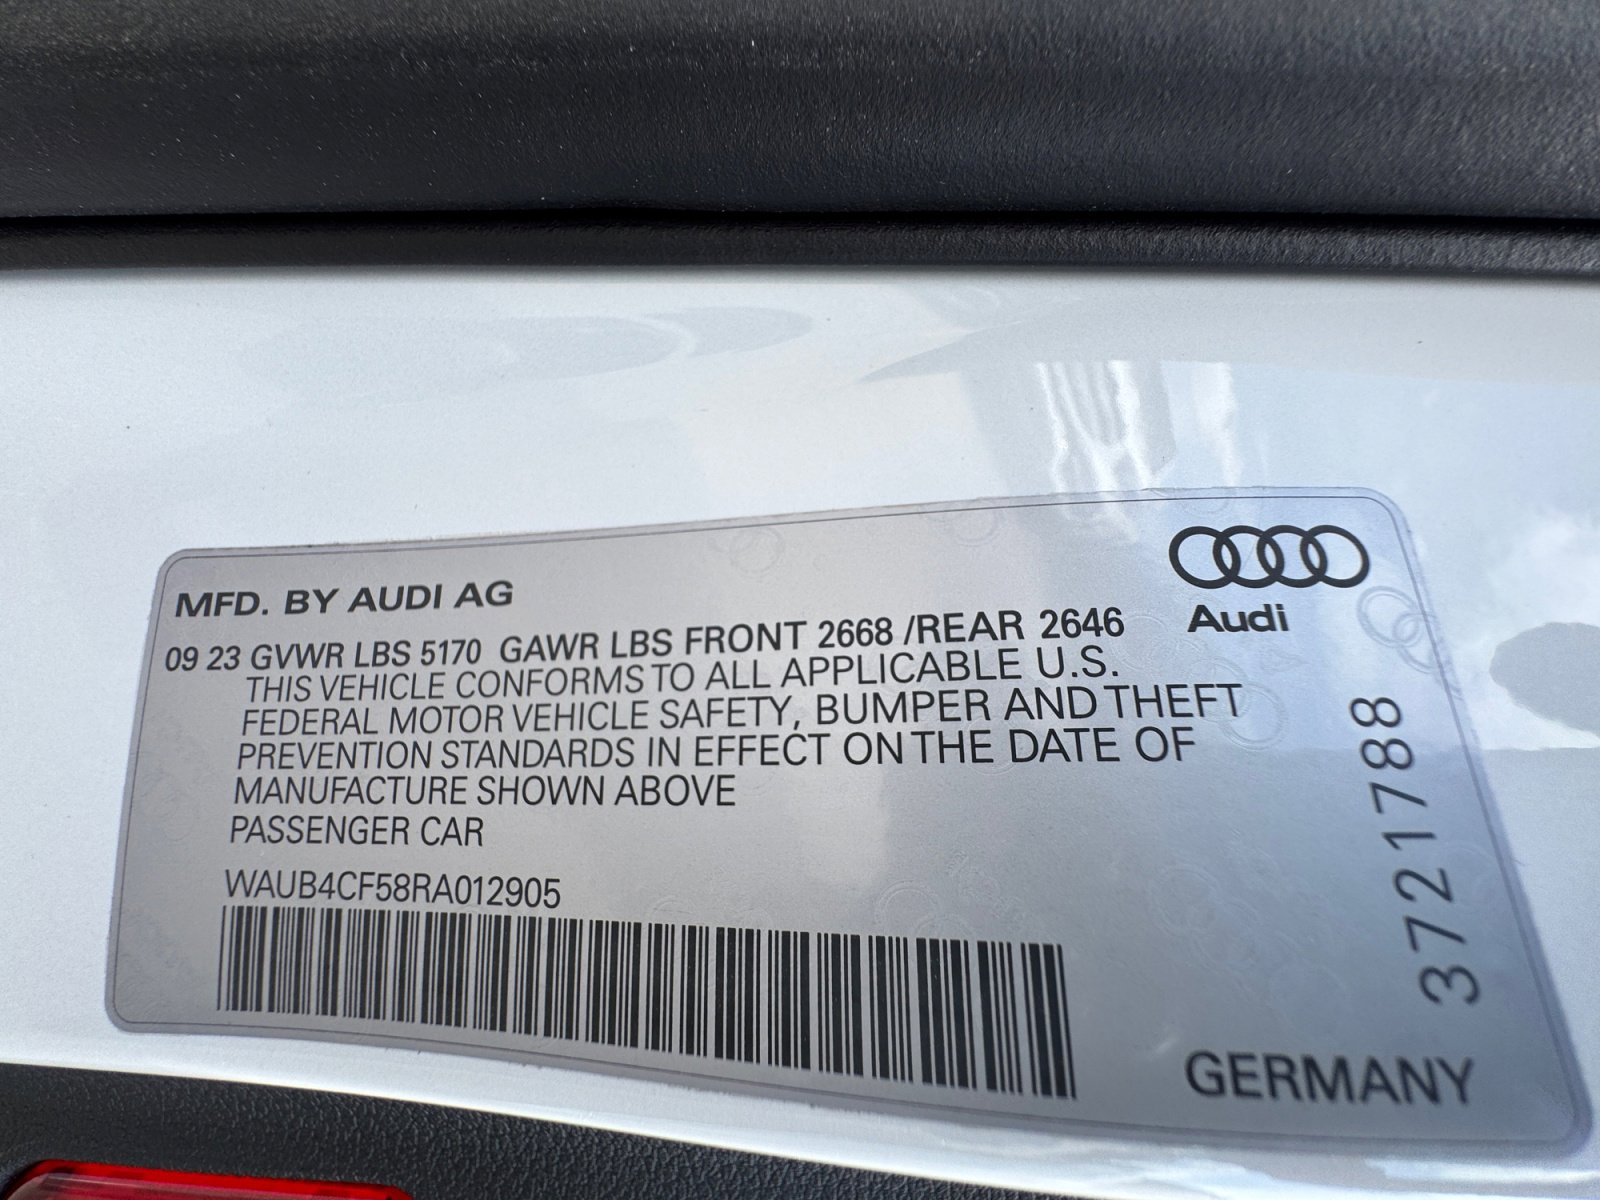 MFD. BY AUDI AG
Audi
09 23 GVWR LBS 5170 GAWR LBS FRONT 2668 /REAR 2646
THIS VEHICLE CONFORMS TO ALL APPLICABLE U.S.
FEDERAL MOTOR VEHICLE SAFETY, BUMPER AND THEFT
PREVENTION STANDARDS IN EFFECT ON THE DATE OF
MANUFACTURE SHOWN ABOVE
PASSENGER CAR
WAUB4CF58RA012905
3721788
GERMANY